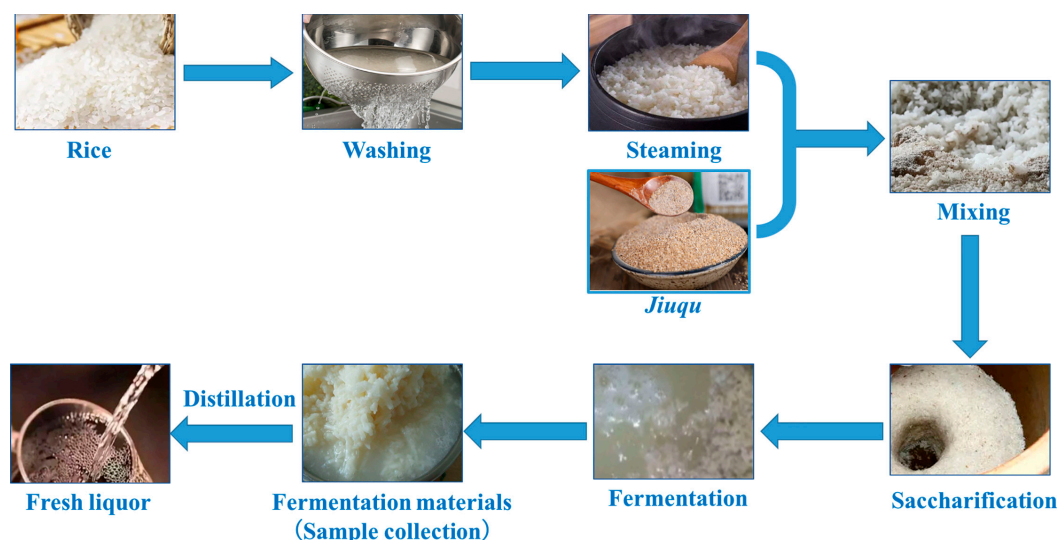 Rice
Washing
Steaming
Jiuqu
Mixing
Saccharification
Fermentation
Fermentation materials
（Sample collection）
Distillation
Fresh liquor